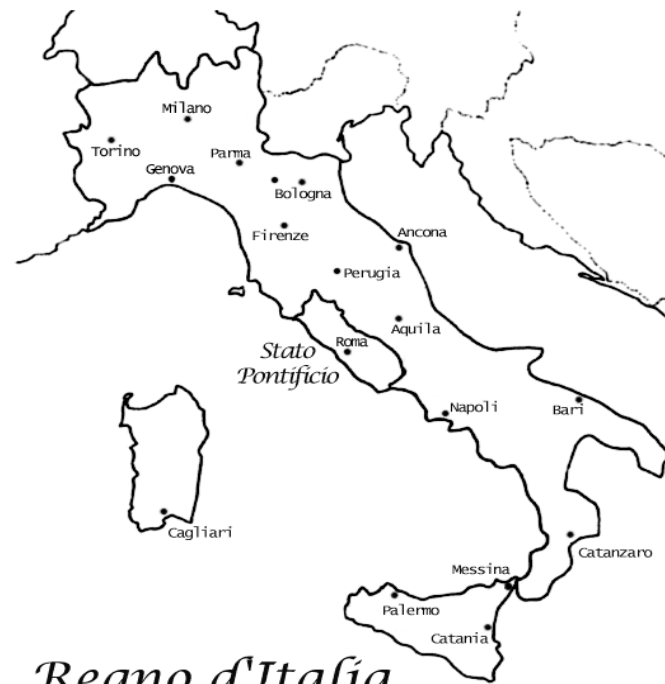 Milano
Torino
Parma
Genova
Bologna
Firenze
Ancona
Perugia
Aquila
Roma
Stato
Pontificio
Napoli
Bari
Cagliari
Catanzaro
Messina
Palermo
Catania
Regno d'Italia